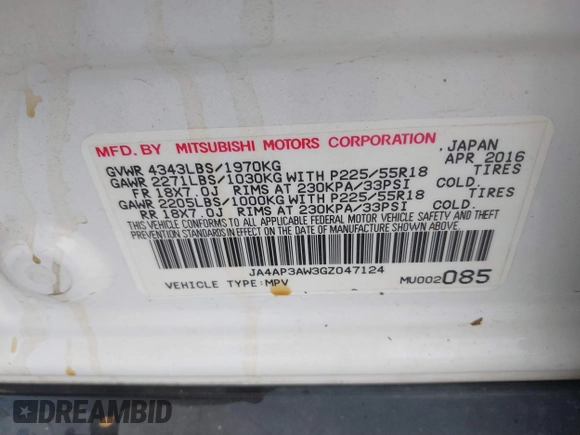 MFD.BY MITSUBISHI MOTORS CORPORATION
.JAPAN
GVWR 4343LBS/1970KG
APR 2016
GAWR 2271LBS/1030KG WITH P225/55R18 TIRES
FR 18X7.0J RIMS AT 230KPA/33PSI COLD.
GAWR 2205LBS/1000KG WITH P225/55R18 TIRES
RR 18X7.0J RIMS AT 230KPA/33PSI COLD.
THIS VEHICLE CONFORMS TO ALL APPLICABLE FEDERAL MOTOR VEHICLE SAFETY AND THEFT
PREVENTION STANDARDS IN EFFECT ON THE DATE OF MANUFACTURE SHOWN ABOVE.
JA4AP3AW3GZ047124
VEHICLE TYPE:MPV
MU002085
DREAMBID